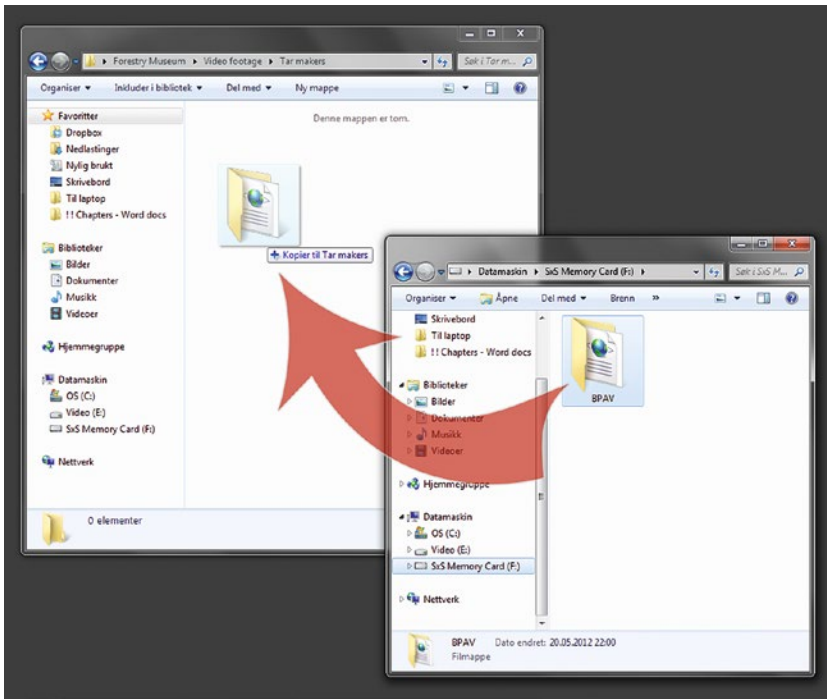 Forestry Museum Video footage Tar makers
Søk i Tar m...
Organiser Inkluder i bibliotek Del med Ny mappe
Favoritter
Dropbox
Nedlastinger
Nylig brukt
Skrivebord
Til laptop
!! Chapters - Word docs
Biblioteker
Bilder
Dokumenter
Musikk
Videoer
Hjemmegruppe
Datamaskin
OS (C:)
Video (E:)
SxS Memory Card (F:)
Nettverk
Denne mappen er tom.
Kopier til Tar makers
0 elementer
Datamaskin SxS Memory Card (F:)
Søk i SxS M...
Organiser Åpne Del med Brenn »
Skrivebord
Til laptop
!! Chapters - Word docs
Biblioteker
Bilder
Dokumenter
Musikk
Videoer
Hjemmegruppe
Datamaskin
OS (C:)
Video (E:)
SxS Memory Card (F:)
Nettverk
BPAV
BPAV Dato endret: 20.05.2012 22:00
Filmappe